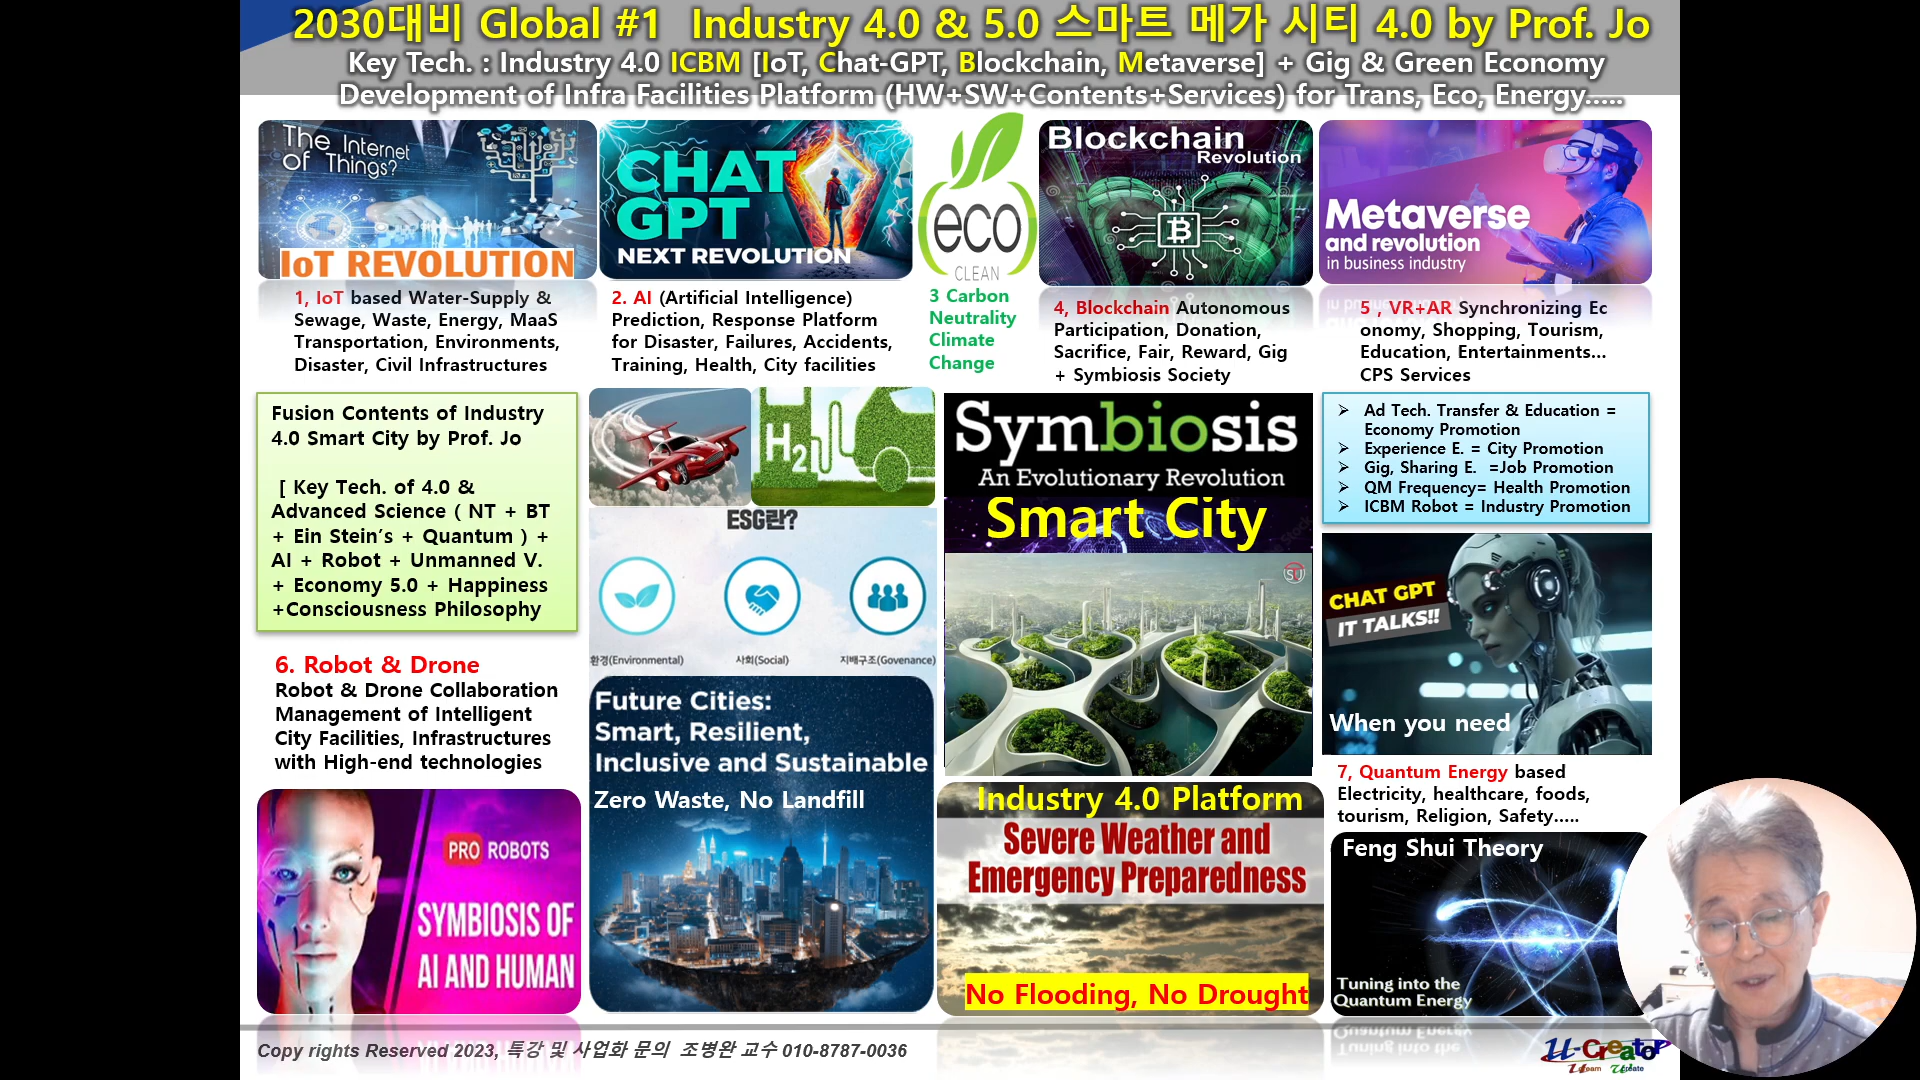 2030대비 Global #1 Industry 4.0 & 5.0 스마트 메가 시티 4.0 by Prof. Jo
Key Tech. : Industry 4.0 ICBM [IoT, Chat-GPT, Blockchain, Metaverse] + Gig & Green Economy
Development of Infra Facilities Platform (HW+SW+Contents+Services) for Trans, Eco, Energy.....
The Internet
of Things?
IoT REVOLUTION
1, IoT based Water-Supply &
Sewage, Waste, Energy, MaaS
Transportation, Environments,
Disaster, Civil Infrastructures
CHAT
GPT
NEXT REVOLUTION
2. AI (Artificial Intelligence)
Prediction, Response Platform
for Disaster, Failures, Accidents,
Training, Health, City facilities
eco
CLEAN
3 Carbon
Neutrality
Climate
Change
Blockchain
Revolution
4, Blockchain Autonomous
Participation, Donation,
Sacrifice, Fair, Reward, Gig
+ Symbiosis Society
Metaverse
and revolution
in business industry
5 , VR+AR Synchronizing Ec
onomy, Shopping, Tourism,
Education, Entertainments...
CPS Services
Fusion Contents of Industry
4.0 Smart City by Prof. Jo
[ Key Tech. of 4.0 &
Advanced Science ( NT + BT
+ Ein Stein's + Quantum ) +
AI + Robot + Unmanned V.
+ Economy 5.0 + Happiness
+Consciousness Philosophy
H2
ESG란?
환경(Environmental)
사회(Social)
지배구조(Govenance)
Symbiosis
An Evolutionary Revolution
Smart City
Ad Tech. Transfer & Education =
Economy Promotion
Experience E. = City Promotion
Gig, Sharing E. =Job Promotion
QM Frequency= Health Promotion
ICBM Robot = Industry Promotion
CHAT GPT
IT TALKS!!
When you need
6. Robot & Drone
Robot & Drone Collaboration
Management of Intelligent
City Facilities, Infrastructures
with High-end technologies
PRO ROBOTS
SYMBIOSIS OF
AI AND HUMAN
Future Cities:
Smart, Resilient,
Inclusive and Sustainable
Zero Waste, No Landfill
Industry 4.0 Platform
Severe Weather and
Emergency Preparedness
No Flooding, No Drought
7, Quantum Energy based
Electricity, healthcare, foods,
tourism, Religion, Safety.....
Feng Shui Theory
Tuning into the
Quantum Energy
Copy rights Reserved 2023, 특강 및 사업화 문의 조병완 교수 010-8787-0036
U-Creator